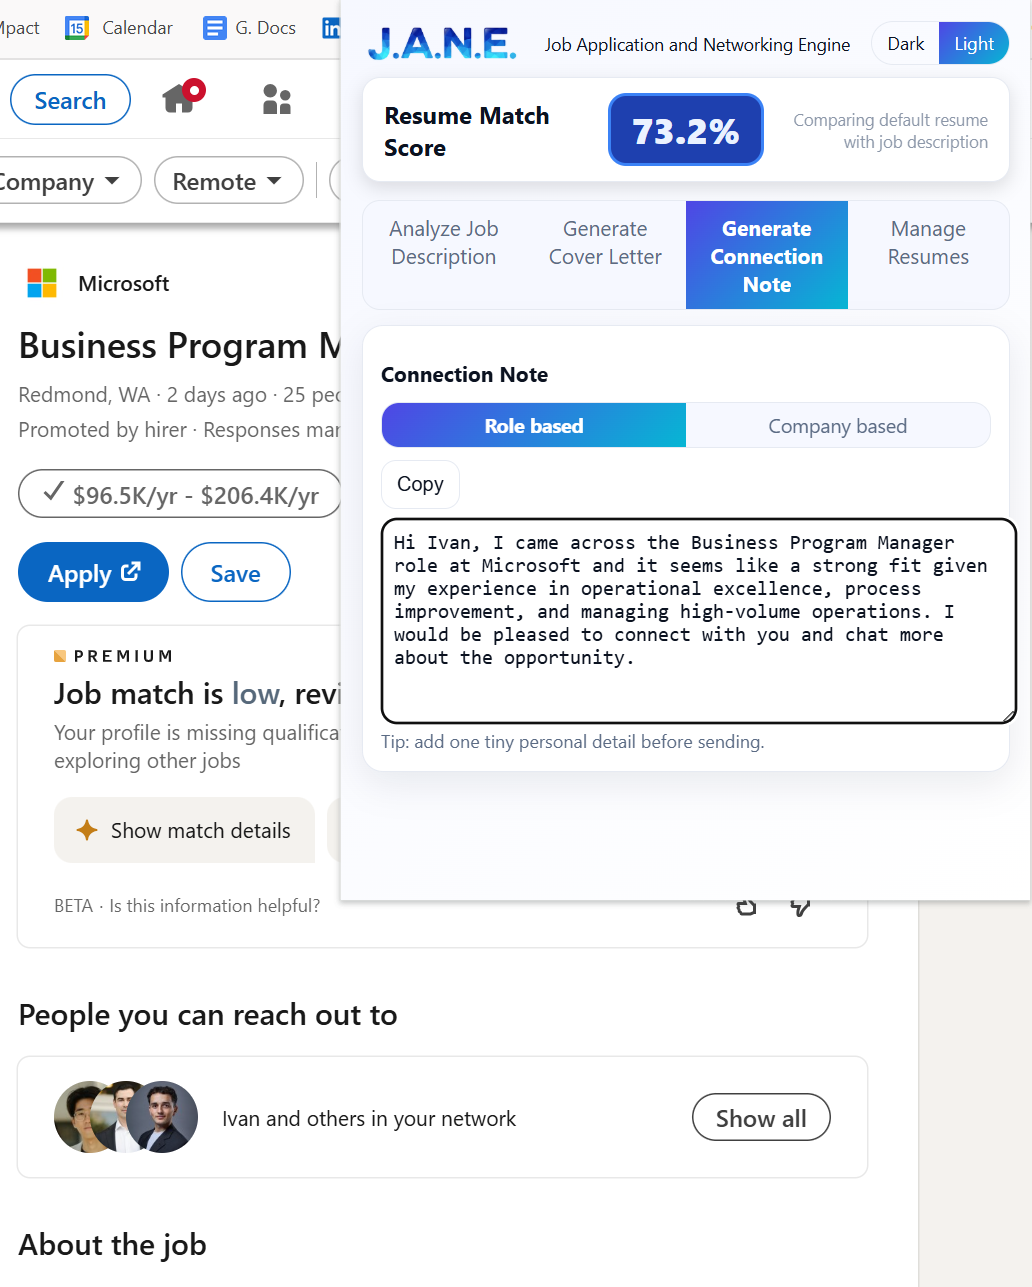 Calendar
G. Docs
in
J.A.N.E.
Job Application and Networking Engine
Dark
Light
Search
Resume Match
Score
73.2%
Comparing default resume
with job description
Remote
Analyze Job
Description
Generate
Cover Letter
Generate
Connection
Note
Manage
Resumes
Microsoft
Business Program
Redmond, WA · 2 days ago · 25
Promoted by hirer · Responses
$96.5K/yr - $206.4K/yr
Apply
Save
Connection Note
Role based
Company based
Copy
Hi Ivan, I came across the Business Program Manager
role at Microsoft and it seems like a strong fit given
my experience in operational excellence, process
improvement, and managing high-volume operations. I
would be pleased to connect with you and chat more
about the opportunity.
Tip: add one tiny personal detail before sending.
PREMIUM
Job match is low,
Your profile is missing
exploring other jobs
Show match details
BETA · Is this information helpful?
People you can reach out to
Ivan and others in your network
Show all
About the job